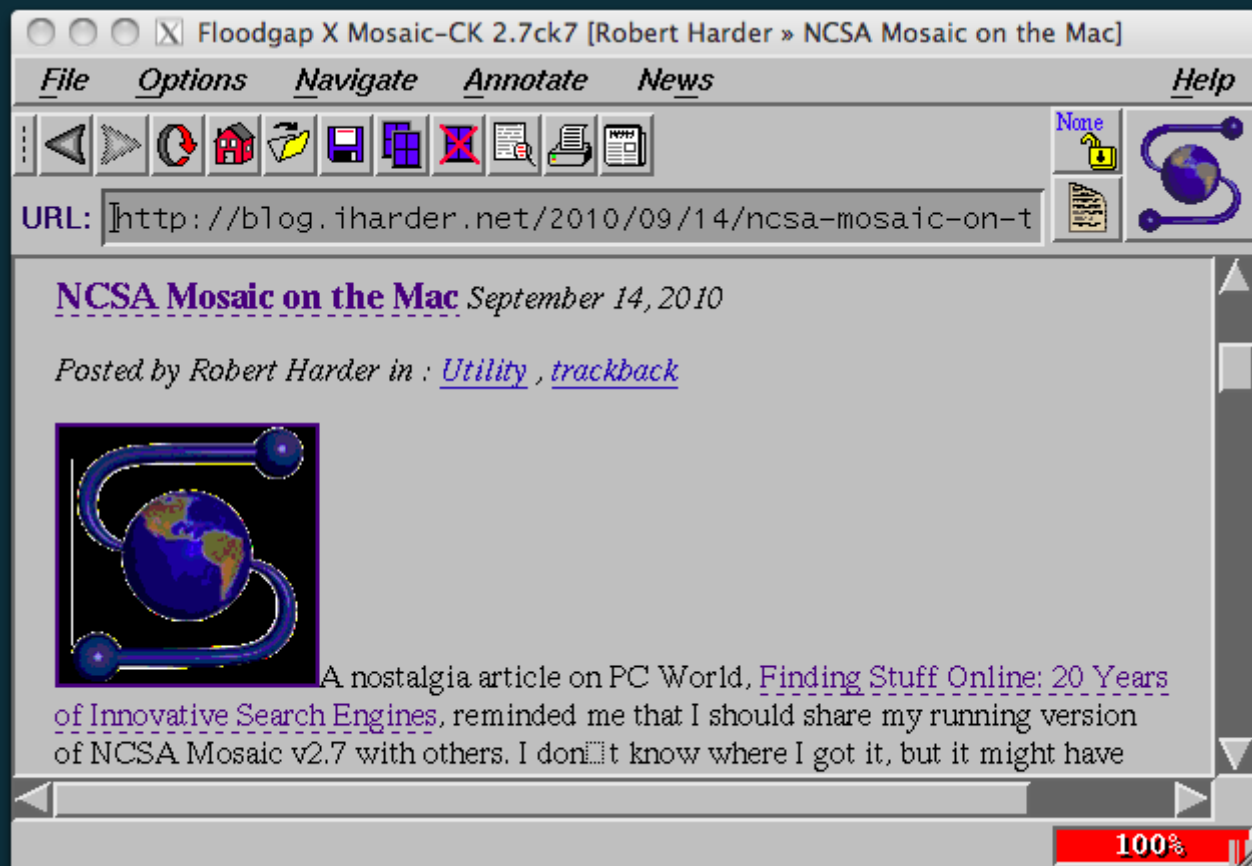 Floodgap X Mosaic-CK 2.7ck7 [Robert Harder » NCSA Mosaic on the Mac]
File Options Navigate Annotate News Help
None
URL: http://blog.iharder.net/2010/09/14/ncsa-mosaic-on-t
NCSA Mosaic on the Mac September 14, 2010
Posted by Robert Harder in : Utility , trackback
A nostalgia article on PC World, Finding Stuff Online: 20 Years
of Innovative Search Engines, reminded me that I should share my running version
of NCSA Mosaic v2.7 with others. I don□t know where I got it, but it might have
100%